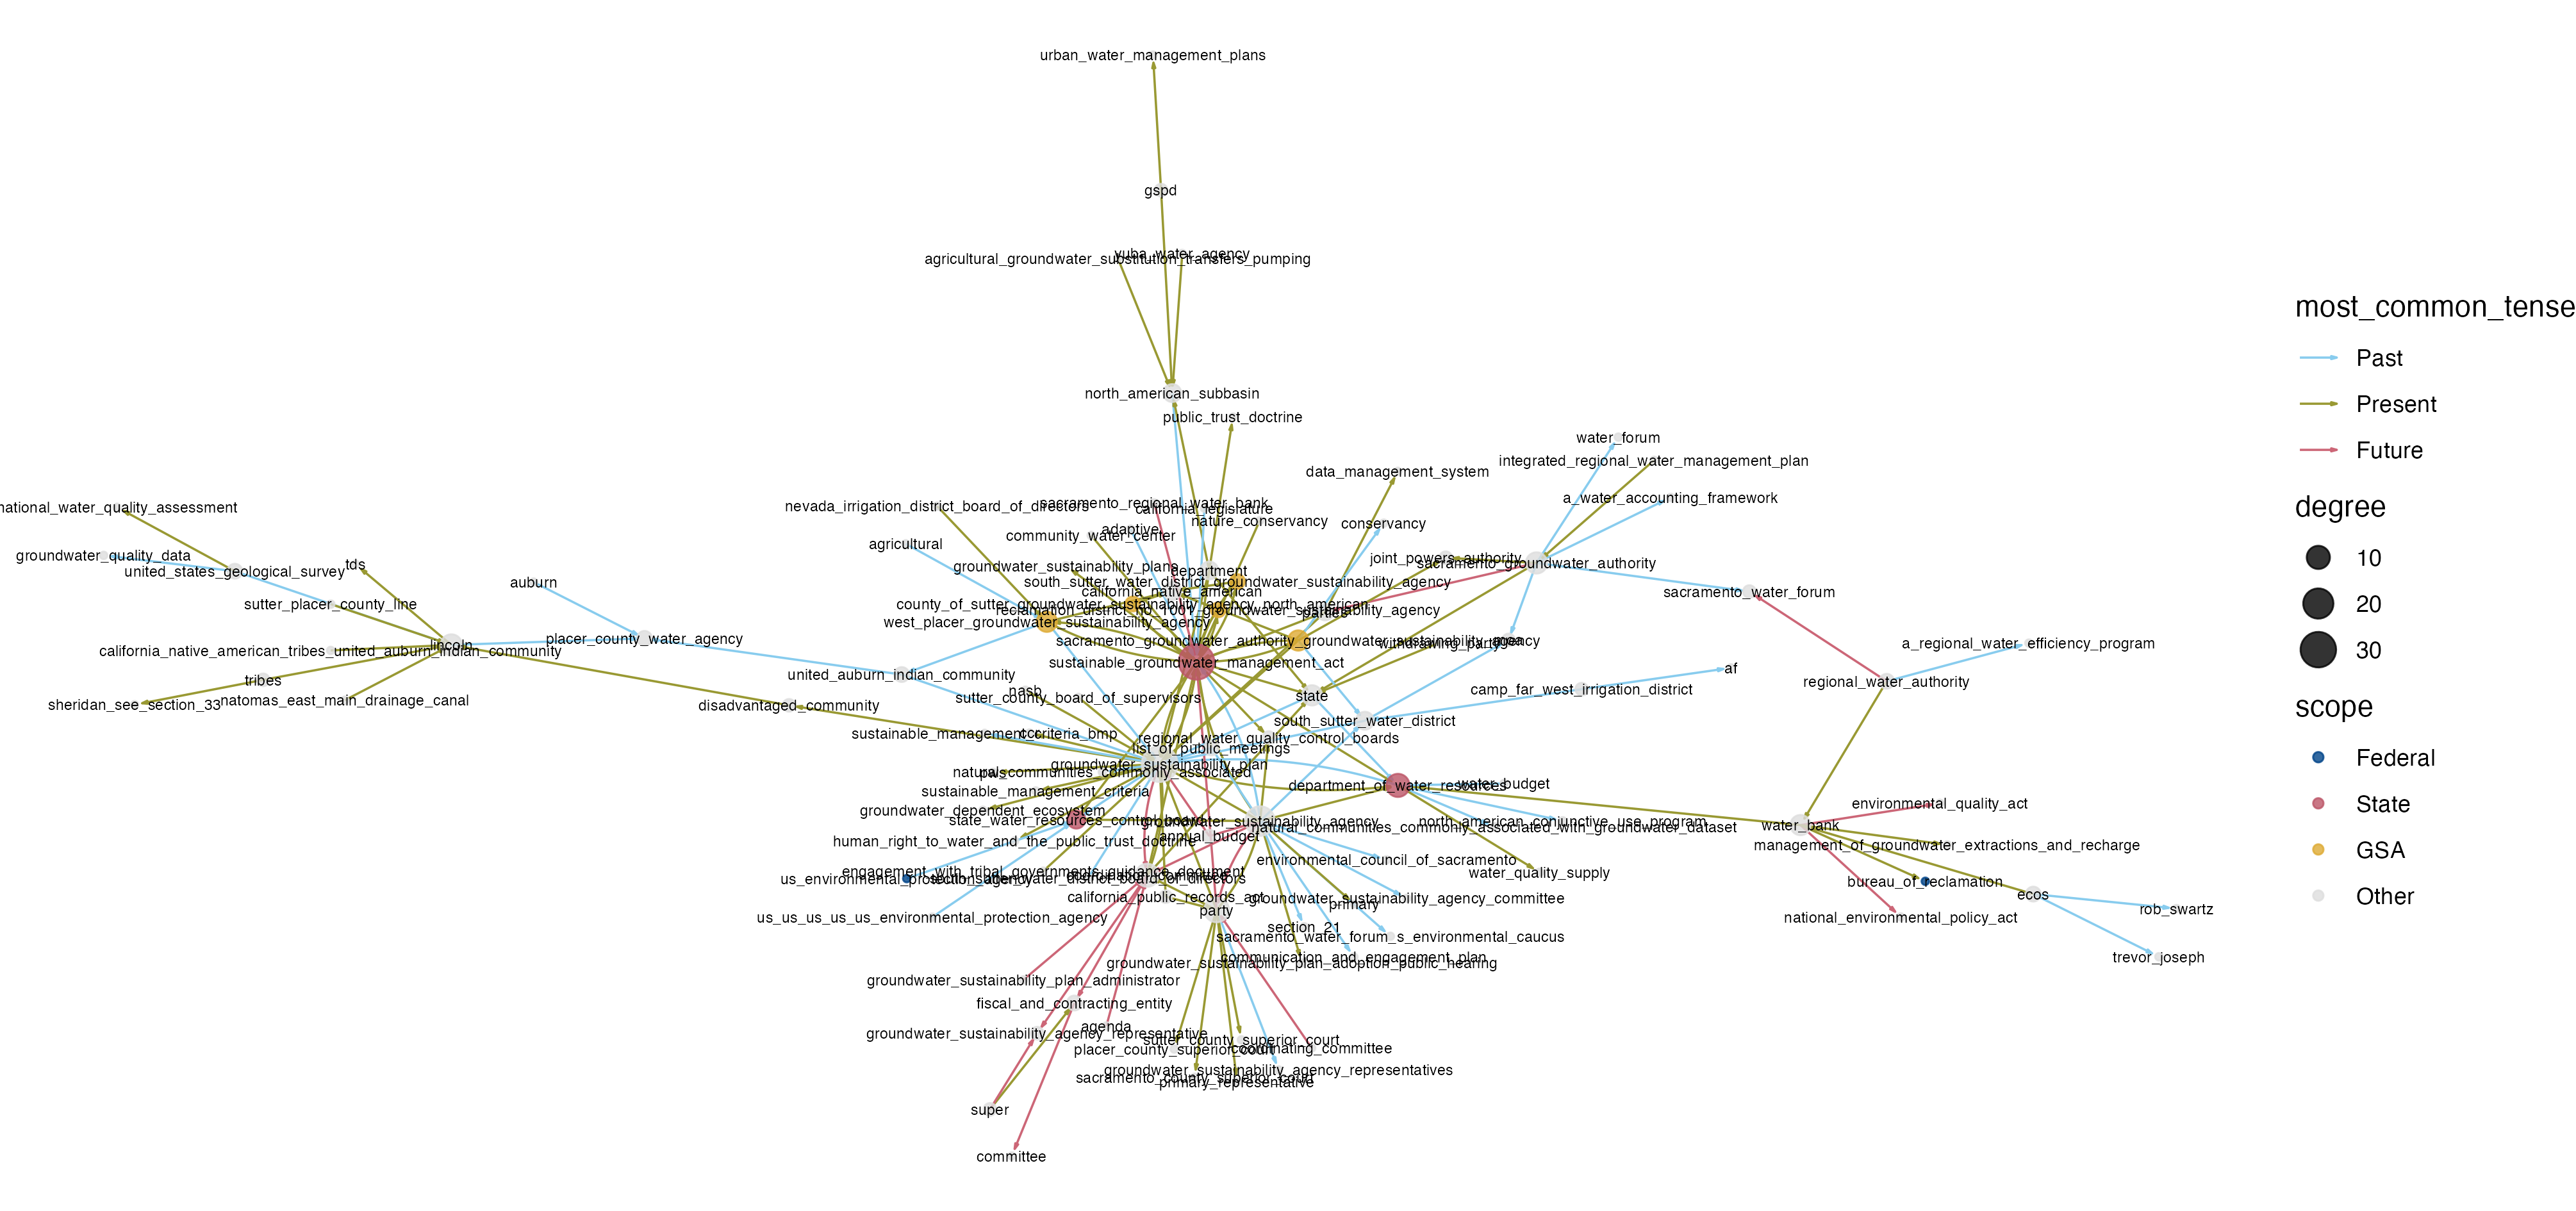 urban_water_management_plans
gspd
yuba_water_agency
agricultural_groundwater_substitution_transfers_pumping
north_american_subbasin
public_trust_doctrine
water_forum
integrated_regional_water_management_plan
data_management_system
a_water_accounting_framework
nevada_irrigation_district_board_of_directors
sacramento_regional_water_bank
california_legislature
national_water_quality_assessment
nature_conservancy
conservancy
adaptive
community_water_center
agricultural
groundwater_quality_data
united_states_geological_survey
tds
joint_powers_authority
sacramento_groundwater_authority
groundwater_sustainability_plans
department
auburn
south_sutter_water_district_groundwater_sustainability_agency
california_native_american
sacramento_water_forum
sutter_placer_county_line
county_of_sutter_groundwater_sustainability_agency_north_american
reclamation_district_no_1001_groundwater_sustainability_agency
parties
west_placer_groundwater_sustainability_agency
placer_county_water_agency
lincoln
sacramento_groundwater_authority_groundwater_sustainability_agency
moa
withdrawing_party
a_regional_water_efficiency_program
california_native_american_tribes_united_auburn_indian_community
sustainable_groundwater_management_act
af
united_auburn_indian_community
tribes
regional_water_authority
camp_far_west_irrigation_district
nasb
sutter_county_board_of_supervisors
state
sheridan_see_section_33
natomas_east_main_drainage_canal
disadvantaged_community
south_sutter_water_district
sustainable_management_criteria_bmp
regional_water_quality_control_boards
list_of_public_meetings
groundwater_sustainability_plan
natural_communities_commonly_associated
department_of_water_resources
water_budget
sustainable_management_criteria
environmental_quality_act
groundwater_dependent_ecosystem
state_water_resources_control_board
groundwater_sustainability_agency
north_american_conjunctive_use_program
natural_communities_commonly_associated_with_groundwater_dataset
water_bank
annual_budget
human_right_to_water_and_the_public_trust_doctrine
management_of_groundwater_extractions_and_recharge
environmental_council_of_sacramento
engagement_with_tribal_governments_guidance_document
water_quality_supply
us_environmental_protection_agency
south_sutter_water_district_board_of_directors
bureau_of_reclamation
california_public_records_act
groundwater_sustainability_agency_committee
primary
ecos
party
rob_swartz
us_us_us_us_us_environmental_protection_agency
national_environmental_policy_act
section_21
sacramento_water_forum_s_environmental_caucus
communication_and_engagement_plan
trevor_joseph
groundwater_sustainability_plan_adoption_public_hearing
groundwater_sustainability_plan_administrator
fiscal_and_contracting_entity
agenda
groundwater_sustainability_agency_representative
sutter_county_superior_court
placer_county_superior_court
coordinating_committee
groundwater_sustainability_agency_representatives
sacramento_county_superior_court
primary_representative
super
committee
most_common_tense
Past
Present
Future
degree
10
20
30
scope
Federal
State
GSA
Other